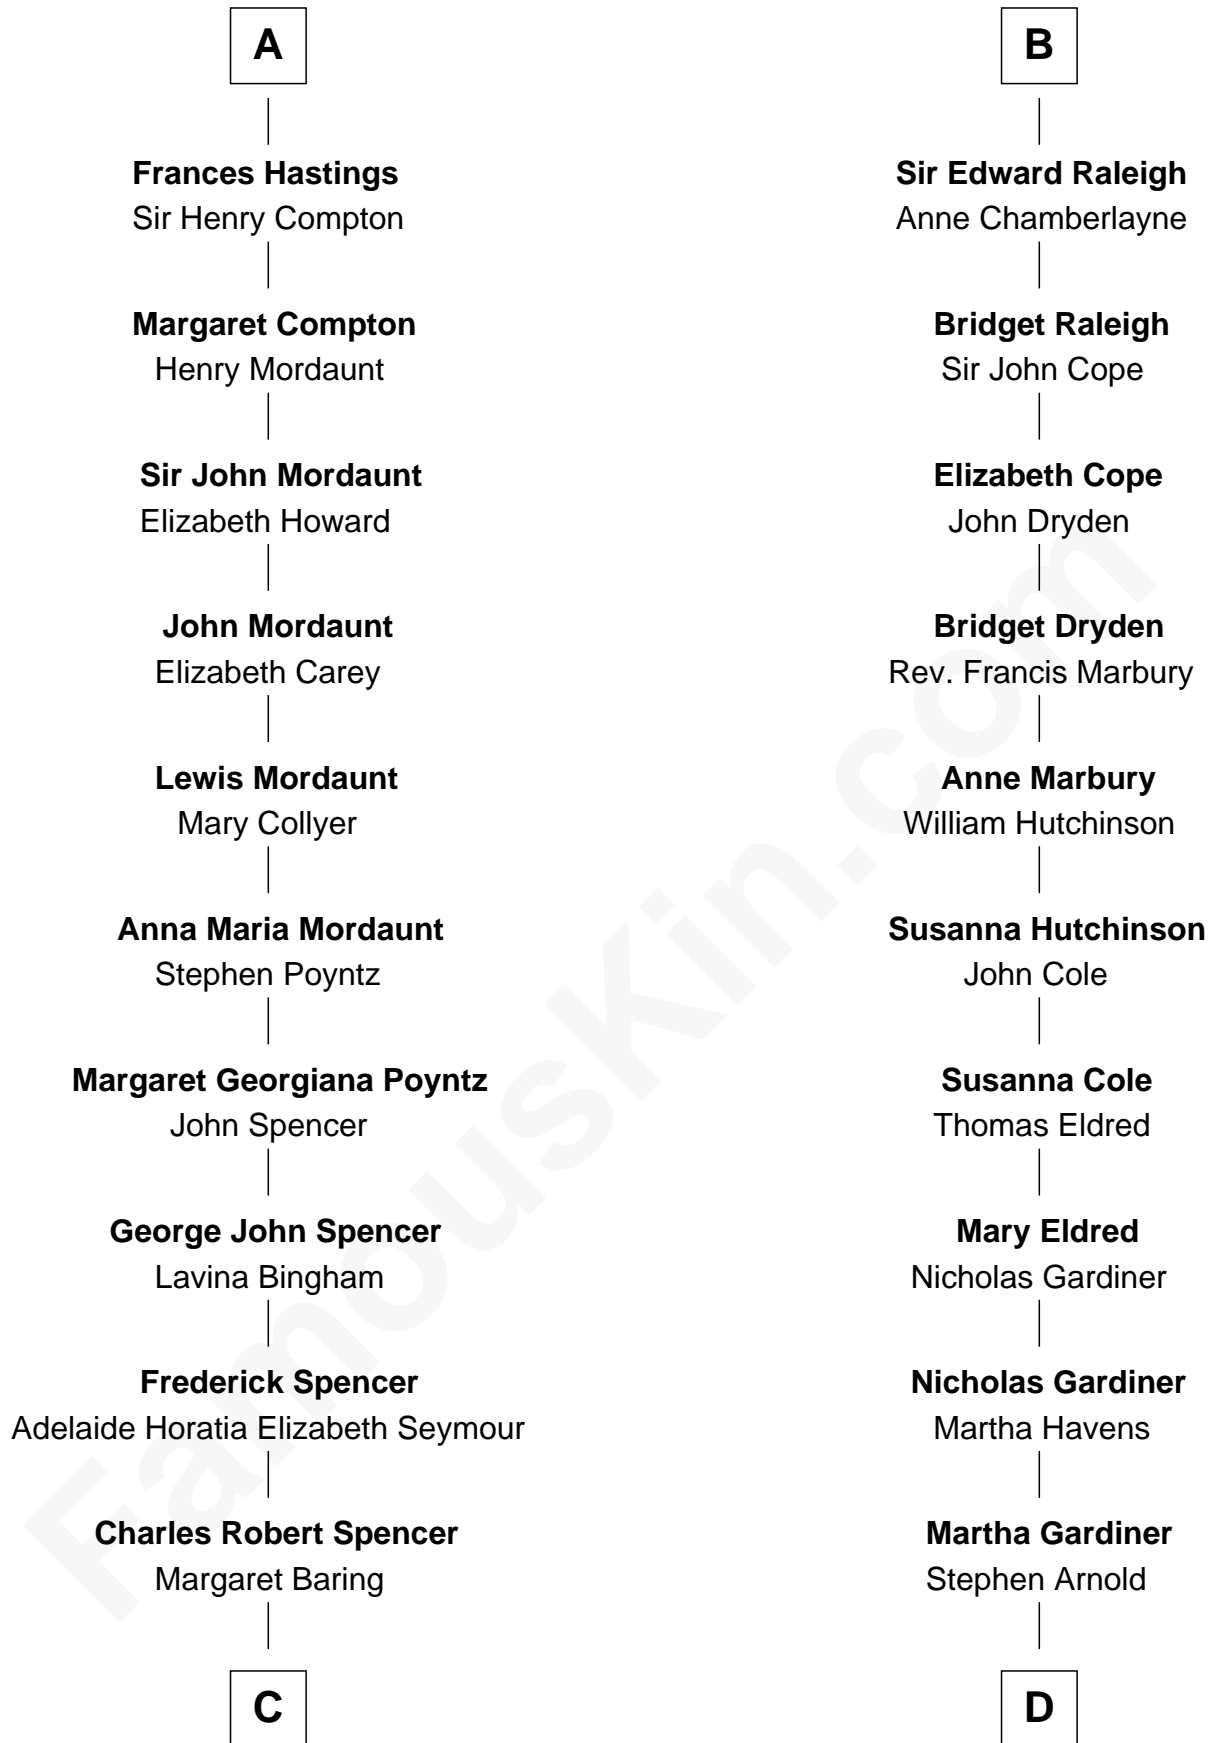 A
Frances Hastings
Sir Henry Compton
Margaret Compton
Henry Mordaunt
Sir John Mordaunt
Elizabeth Howard
John Mordaunt
Elizabeth Carey
Lewis Mordaunt
Mary Collyer
Anna Maria Mordaunt
Stephen Poyntz
Margaret Georgiana Poyntz
John Spencer
George John Spencer
Lavina Bingham
Frederick Spencer
Adelaide Horatia Elizabeth Seymour
Charles Robert Spencer
Margaret Baring
C
B
Sir Edward Raleigh
Anne Chamberlayne
Bridget Raleigh
Sir John Cope
Elizabeth Cope
John Dryden
Bridget Dryden
Rev. Francis Marbury
Anne Marbury
William Hutchinson
Susanna Hutchinson
John Cole
Susanna Cole
Thomas Eldred
Mary Eldred
Nicholas Gardiner
Nicholas Gardiner
Martha Havens
Martha Gardiner
Stephen Arnold
D
FamousKin.com